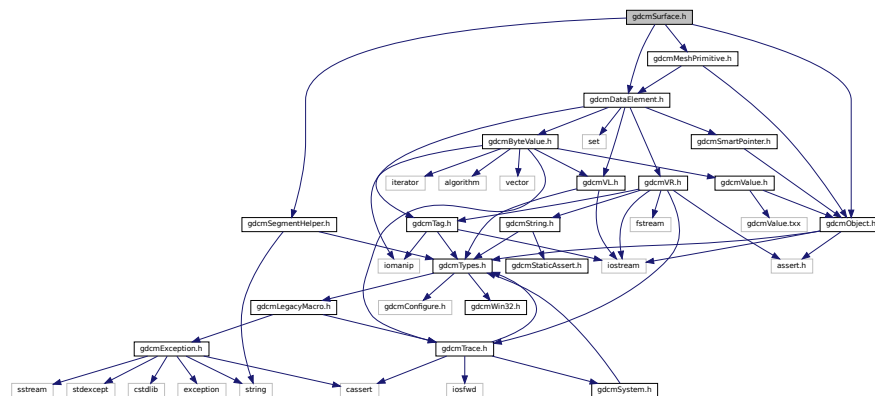 gdcmSurface.h
gdcmMeshPrimitive.h
gdcmDataElement.h
gdcmByteValue.h
set
gdcmSmartPointer.h
iterator
algorithm
vector
gdcmVL.h
gdcmVR.h
gdcmValue.h
gdcmSegmentHelper.h
gdcmTag.h
gdcmString.h
fstream
gdcmValue.txx
gdcmObject.h
iomanip
gdcmTypes.h
gdcmStaticAssert.h
iostream
assert.h
gdcmLegacyMacro.h
gdcmConfigure.h
gdcmWin32.h
gdcmException.h
gdcmTrace.h
sstream
stdexcept
cstdlib
exception
string
cassert
iosfwd
gdcmSystem.h